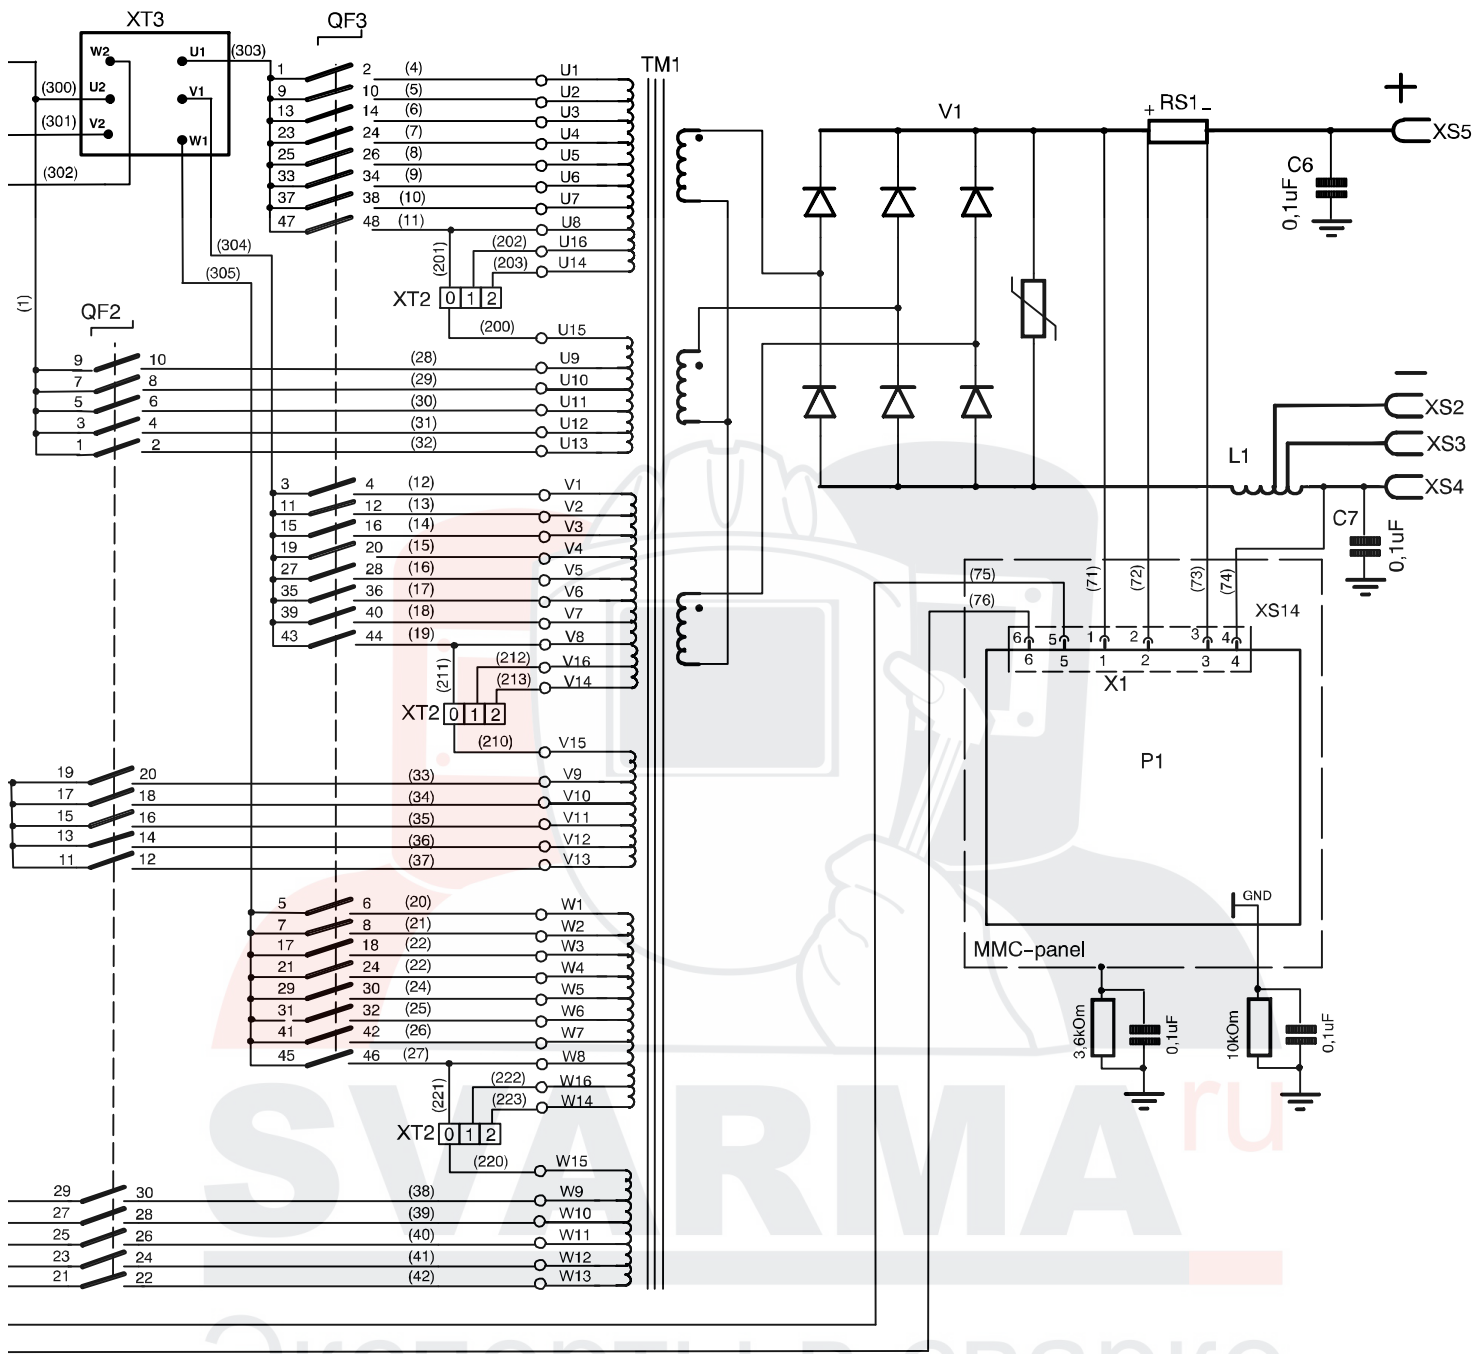 XT3
QF3
W2
U1
(303)
(300)
U2
V1
(301)
V2
W1
(302)
(304)
(305)
(1)
QF2
TM1
1 2 (4) U1
9 10 (5) U2
13 14 (6) U3
23 24 (7) U4
25 26 (8) U5
33 34 (9) U6
37 38 (10) U7
47 48 (11) U8
(201) (202) U16
(203) U14
XT2 0 1 2
(200) U15
9 10 (28) U9
7 8 (29) U10
5 6 (30) U11
3 4 (31) U12
1 2 (32) U13
3 4 (12) V1
11 12 (13) V2
15 16 (14) V3
19 20 (15) V4
27 28 (16) V5
35 36 (17) V6
39 40 (18) V7
43 44 (19) V8
(211) (212) V16
(213) V14
XT2 0 1 2
(210) V15
19 20 (33) V9
17 18 (34) V10
15 16 (35) V11
13 14 (36) V12
11 12 (37) V13
5 6 (20) W1
7 8 (21) W2
17 18 (22) W3
21 24 (22) W4
29 30 (24) W5
31 32 (25) W6
41 42 (26) W7
45 46 (27) W8
(221) (222) W16
(223) W14
XT2 0 1 2
(220) W15
29 30 (38) W9
27 28 (39) W10
25 26 (40) W11
23 24 (41) W12
21 22 (42) W13
V1
+ RS1 -
+
XS5
C6
0,1uF
−
XS2
XS3
L1
XS4
C7
0,1uF
(75) (71) (72) (73) (74)
(76)
XS14
6 5 1 2 3 4
6 5 1 2 3 4
X1
P1
GND
MMC-panel
3,6kOm
0,1uF
10kOm
0,1uF
SVARMA ru
Эксперты в сварке